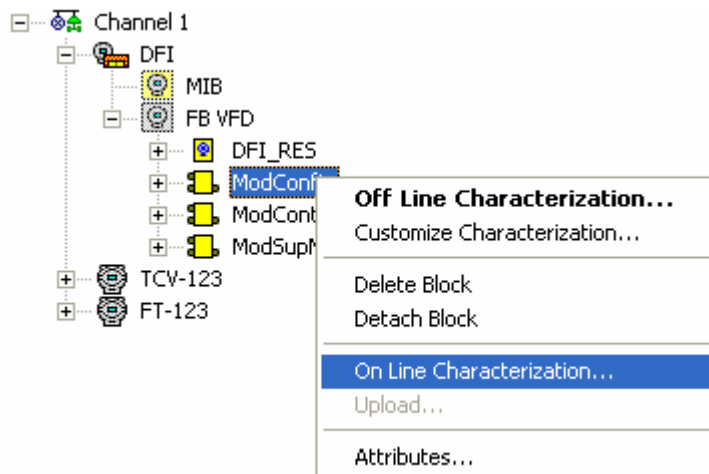 Channel 1
DFI
MIB
FB VFD
DFI_RES
ModConf
ModCont
ModSup
TCV-123
FT-123
Off Line Characterization...
Customize Characterization...
Delete Block
Detach Block
On Line Characterization...
Upload...
Attributes...